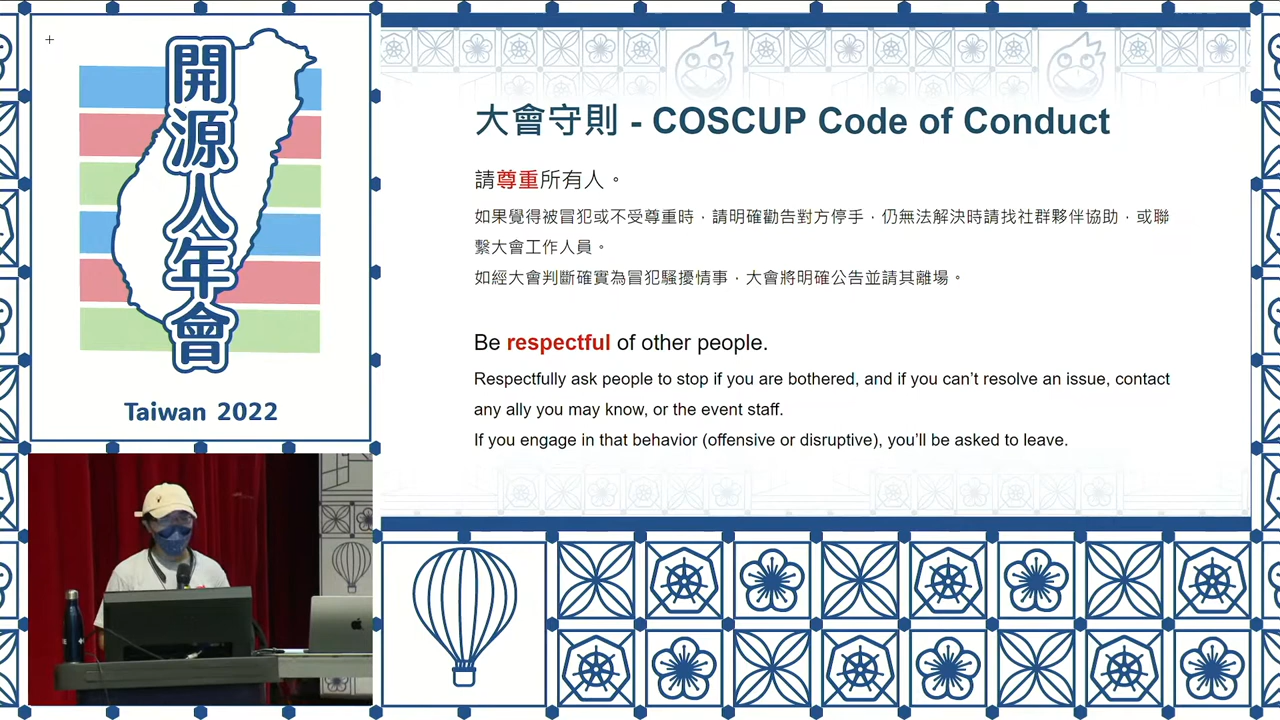 開源人年會
Taiwan 2022
大會守則 - COSCUP Code of Conduct
請尊重所有人。
如果覺得被冒犯或不受尊重時，請明確勸告對方停手，仍無法解決時請找社群夥伴協助，或聯
繫大會工作人員。
如經大會判斷確實為冒犯騷擾情事，大會將明確公告並請其離場。
Be respectful of other people.
Respectfully ask people to stop if you are bothered, and if you can’t resolve an issue, contact
any ally you may know, or the event staff.
If you engage in that behavior (offensive or disruptive), you’ll be asked to leave.